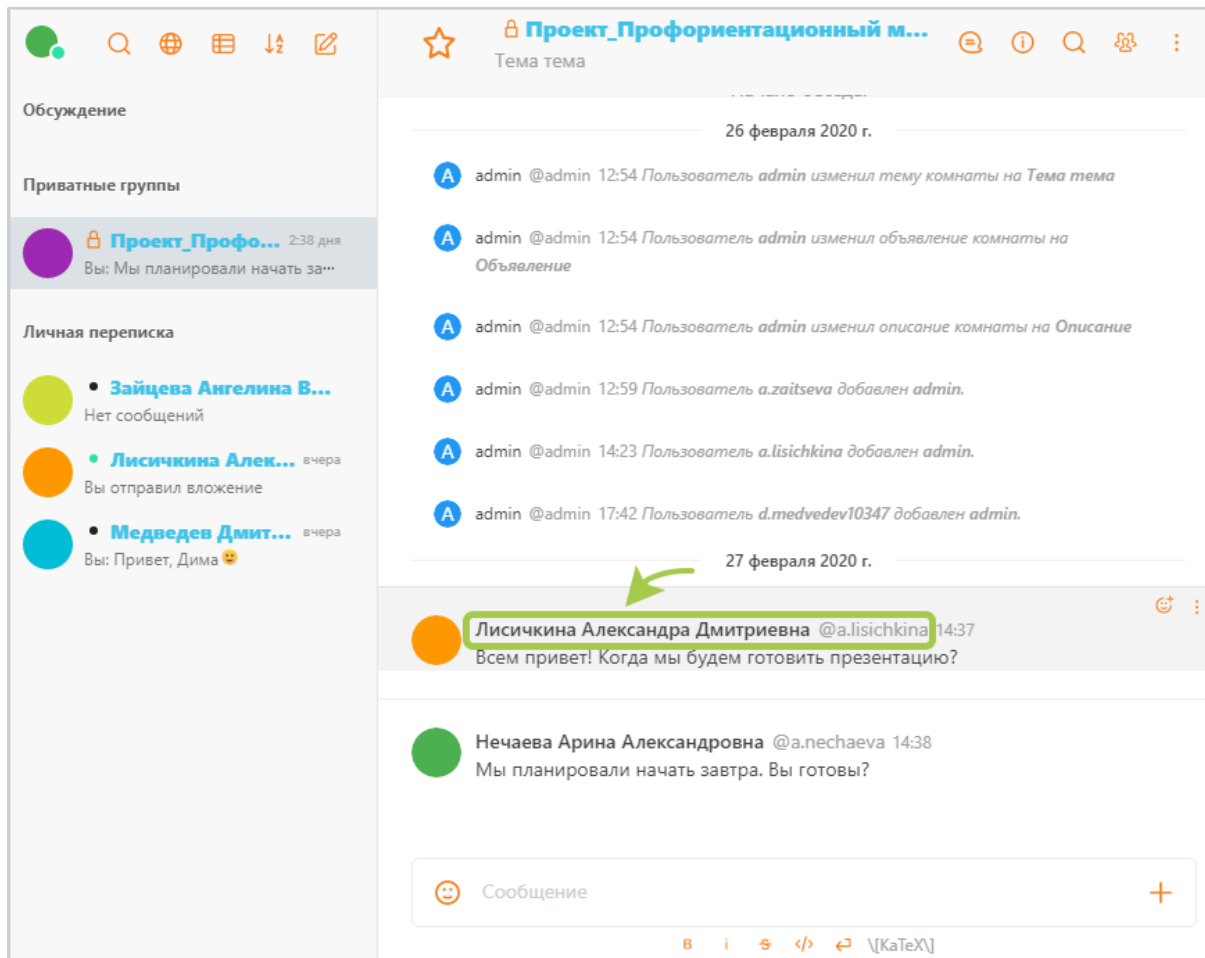 Обсуждение
Приватные группы
Проект_Профо... 2:38 дня
Вы: Мы планировали начать за...
Личная переписка
Зайцева Ангелина В...
Нет сообщений
Лисичкина Алек... вчера
Вы отправил вложение
Медведев Дмит... вчера
Вы: Привет, Дима
Проект_Профориентационный м...
Тема тема
26 февраля 2020 г.
A admin @admin 12:54 Пользователь admin изменил тему комнаты на Тема тема
A admin @admin 12:54 Пользователь admin изменил объявление комнаты на
Объявление
A admin @admin 12:54 Пользователь admin изменил описание комнаты на Описание
A admin @admin 12:59 Пользователь a.zaitseva добавлен admin.
A admin @admin 14:23 Пользователь a.lisichkina добавлен admin.
A admin @admin 17:42 Пользователь d.medvedev10347 добавлен admin.
27 февраля 2020 г.
Лисичкина Александра Дмитриевна @a.lisichkina 14:37
Всем привет! Когда мы будем готовить презентацию?
Нечаева Арина Александровна @a.nechaeva 14:38
Мы планировали начать завтра. Вы готовы?
Сообщение
B i S </> \[KaTeX\]